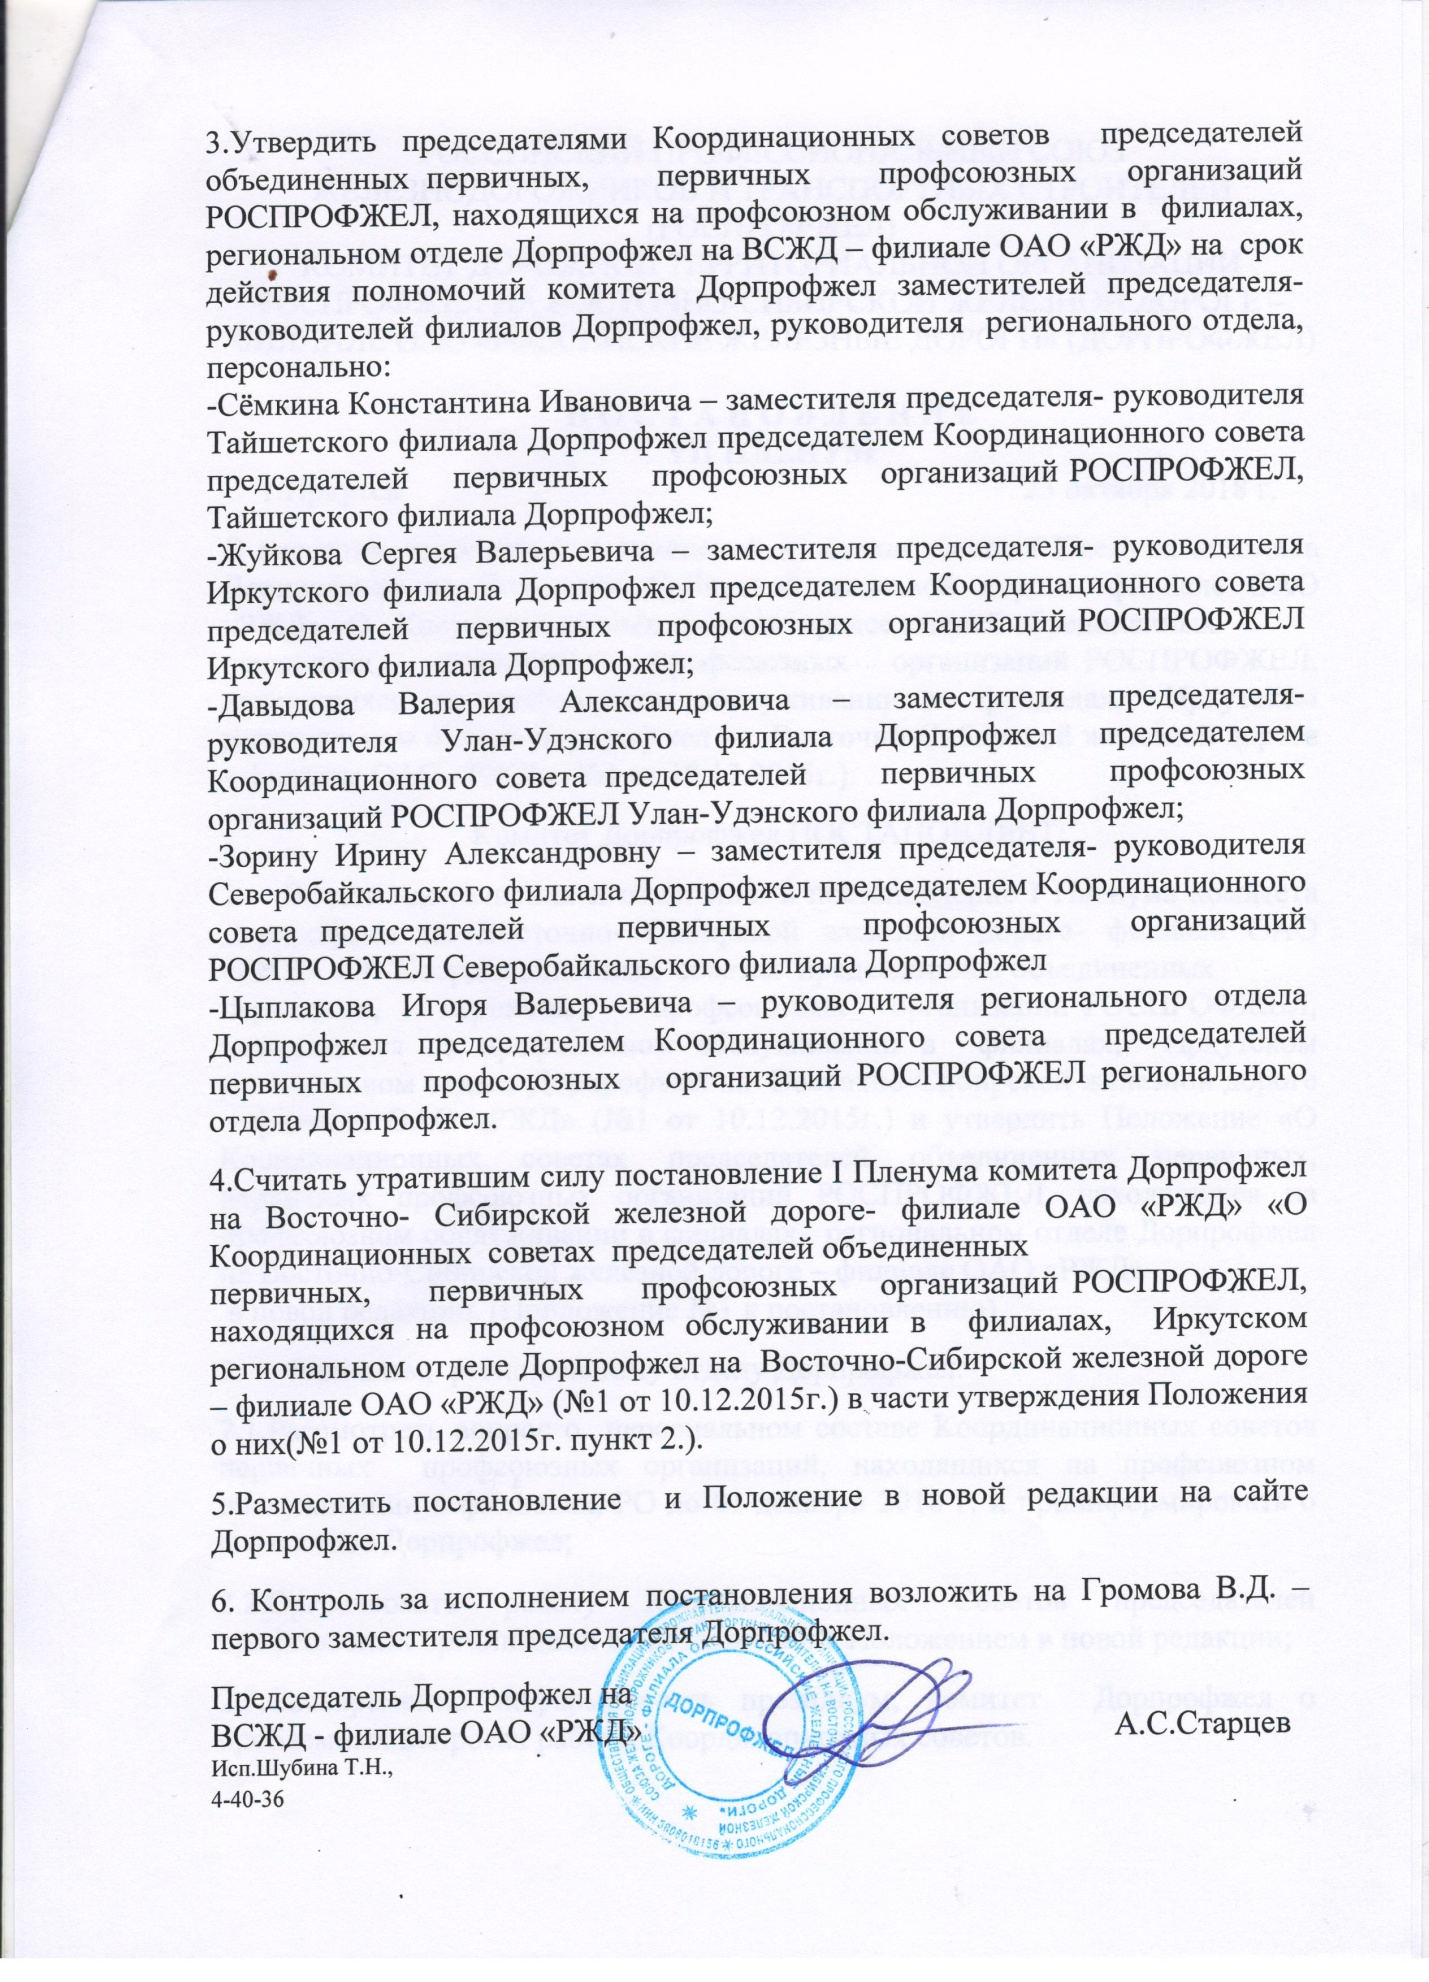 3.Утвердить председателями Координационных советов председателей
объединенных первичных, первичных профсоюзных организаций
РОСПРОФЖЕЛ, находящихся на профсоюзном обслуживании в филиалах,
региональном отделе Дорпрофжел на ВСЖД – филиале ОАО «РЖД» на срок
действия полномочий комитета Дорпрофжел заместителей председателя-
руководителей филиалов Дорпрофжел, руководителя регионального отдела,
персонально:
-Сёмкина Константина Ивановича – заместителя председателя- руководителя
Тайшетского филиала Дорпрофжел председателем Координационного совета
председателей первичных профсоюзных организаций РОСПРОФЖЕЛ,
Тайшетского филиала Дорпрофжел;
-Жуйкова Сергея Валерьевича – заместителя председателя- руководителя
Иркутского филиала Дорпрофжел председателем Координационного совета
председателей первичных профсоюзных организаций РОСПРОФЖЕЛ
Иркутского филиала Дорпрофжел;
-Давыдова Валерия Александровича – заместителя председателя-
руководителя Улан-Удэнского филиала Дорпрофжел председателем
Координационного совета председателей первичных профсоюзных
организаций РОСПРОФЖЕЛ Улан-Удэнского филиала Дорпрофжел;
-Зорину Ирину Александровну – заместителя председателя- руководителя
Северобайкальского филиала Дорпрофжел председателем Координационного
совета председателей первичных профсоюзных организаций
РОСПРОФЖЕЛ Северобайкальского филиала Дорпрофжел
-Цыплакова Игоря Валерьевича – руководителя регионального отдела
Дорпрофжел председателем Координационного совета председателей
первичных профсоюзных организаций РОСПРОФЖЕЛ регионального
отдела Дорпрофжел.
4.Считать утратившим силу постановление I Пленума комитета Дорпрофжел
на Восточно- Сибирской железной дороге- филиале ОАО «РЖД» «О
Координационных советах председателей объединенных
первичных, первичных профсоюзных организаций РОСПРОФЖЕЛ,
находящихся на профсоюзном обслуживании в филиалах, Иркутском
региональном отделе Дорпрофжел на Восточно-Сибирской железной дороге
– филиале ОАО «РЖД» (№1 от 10.12.2015г.) в части утверждения Положения
о них(№1 от 10.12.2015г. пункт 2.).
5.Разместить постановление и Положение в новой редакции на сайте
Дорпрофжел.
6. Контроль за исполнением постановления возложить на Громова В.Д. –
первого заместителя председателя Дорпрофжел.
Председатель Дорпрофжел на
ВСЖД – филиале ОАО «РЖД» А.С.Старцев
Исп.Шубина Т.Н.,
4-40-36
ДОРПРОФЖЕЛ